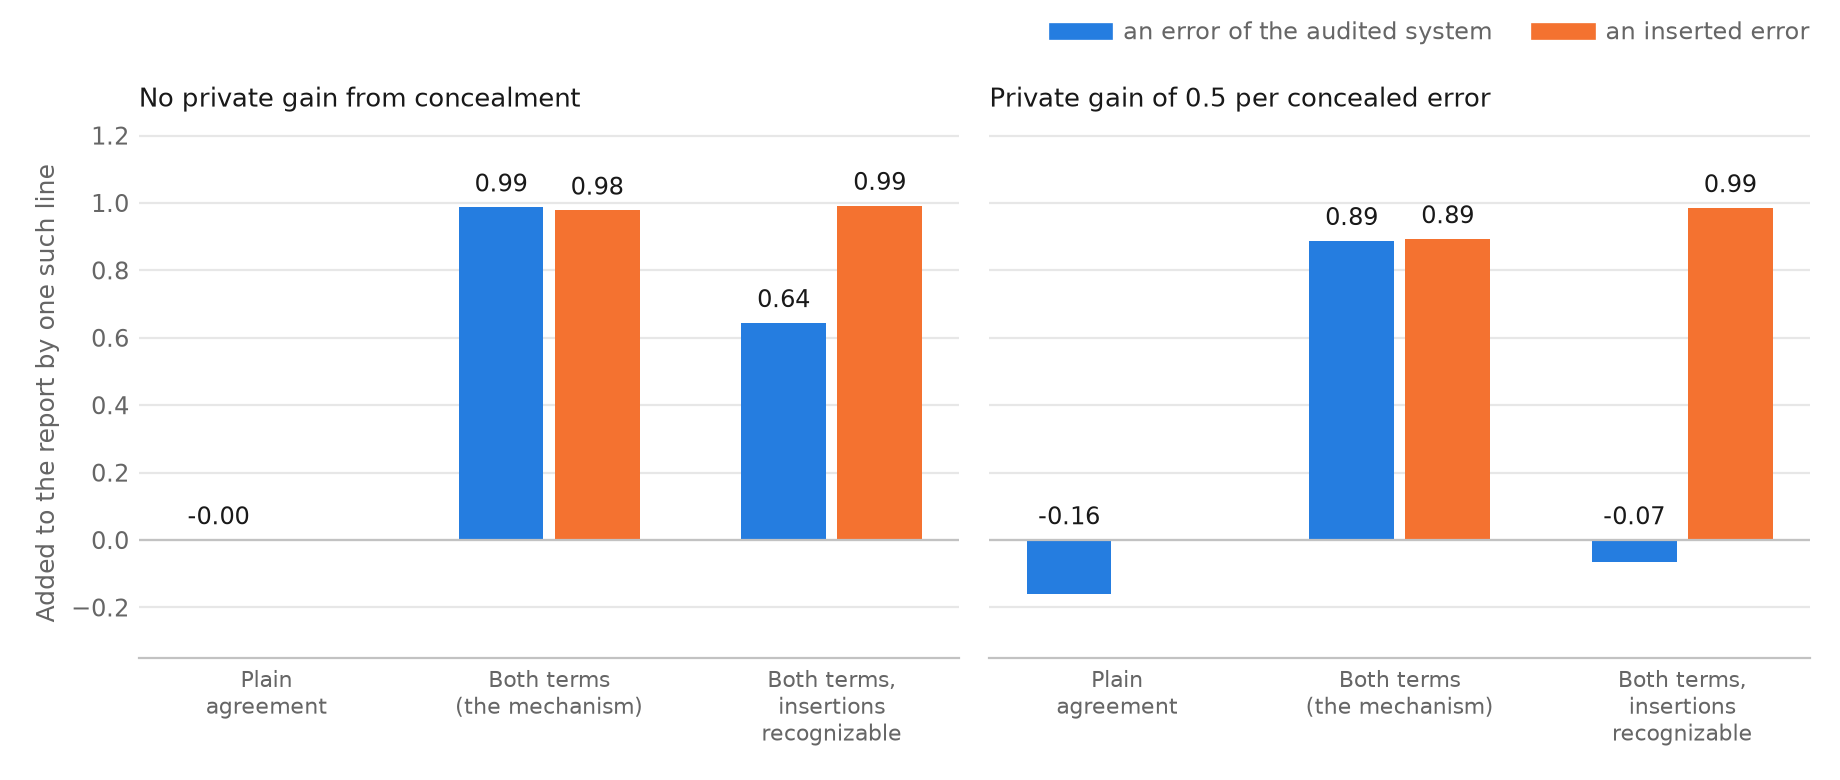 an error of the audited system
an inserted error
No private gain from concealment
Private gain of 0.5 per concealed error
Added to the report by one such line
1.2
1.0
0.8
0.6
0.4
0.2
0.0
−0.2
-0.00
0.99
0.98
0.64
0.99
-0.16
0.89
0.89
-0.07
0.99
Plain
agreement
Both terms
(the mechanism)
Both terms,
insertions
recognizable
Plain
agreement
Both terms
(the mechanism)
Both terms,
insertions
recognizable